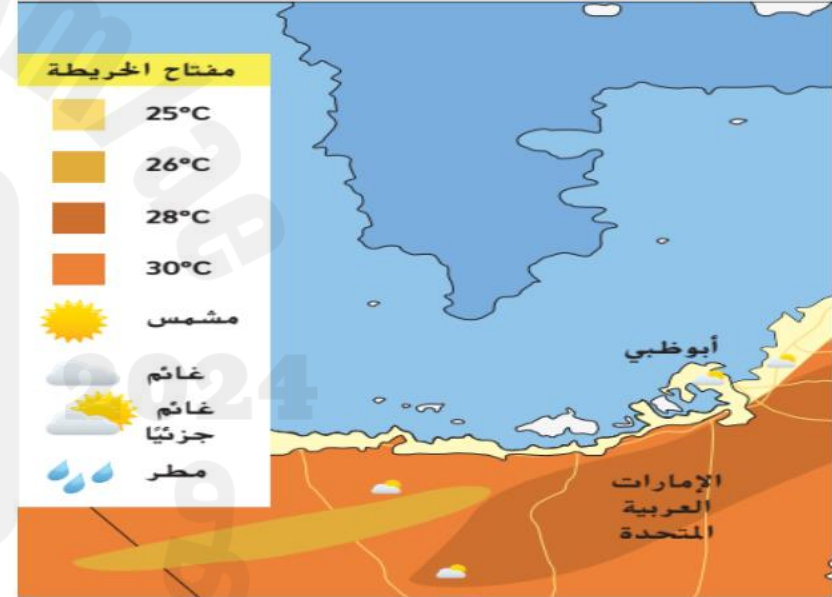 مفتاح الخريطة
25°C
26°C
28°C
30°C
مشمس
غائم
غائم
جزئيًا
مطر
أبوظبي
الإمارات
العربية
المتحدة
2024